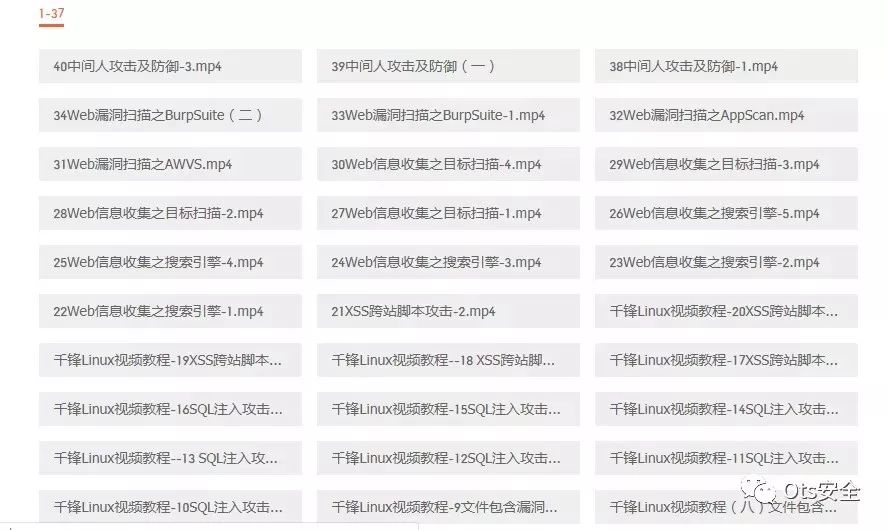 1-37
40中间人攻击及防御-3.mp4
39中间人攻击及防御（一）
38中间人攻击及防御-1.mp4
34Web漏洞扫描之BurpSuite（二）
33Web漏洞扫描之BurpSuite-1.mp4
32Web漏洞扫描之AppScan.mp4
31Web漏洞扫描之AWVS.mp4
30Web信息收集之目标扫描-4.mp4
29Web信息收集之目标扫描-3.mp4
28Web信息收集之目标扫描-2.mp4
27Web信息收集之目标扫描-1.mp4
26Web信息收集之搜索引擎-5.mp4
25Web信息收集之搜索引擎-4.mp4
24Web信息收集之搜索引擎-3.mp4
23Web信息收集之搜索引擎-2.mp4
22Web信息收集之搜索引擎-1.mp4
21XSS跨站脚本攻击-2.mp4
千锋Linux视频教程-20XSS跨站脚本...
千锋Linux视频教程-19XSS跨站脚本...
千锋Linux视频教程--18 XSS跨站脚...
千锋Linux视频教程-17XSS跨站脚本...
千锋Linux视频教程-16SQL注入攻击...
千锋Linux视频教程-15SQL注入攻击...
千锋Linux视频教程-14SQL注入攻击...
千锋Linux视频教程--13 SQL注入攻...
千锋Linux视频教程-12SQL注入攻击...
千锋Linux视频教程-11SQL注入攻击...
千锋Linux视频教程-10SQL注入攻击...
千锋Linux视频教程-9文件包含漏洞...
千锋Linux视频教程（八）文件包含...
Ots安全